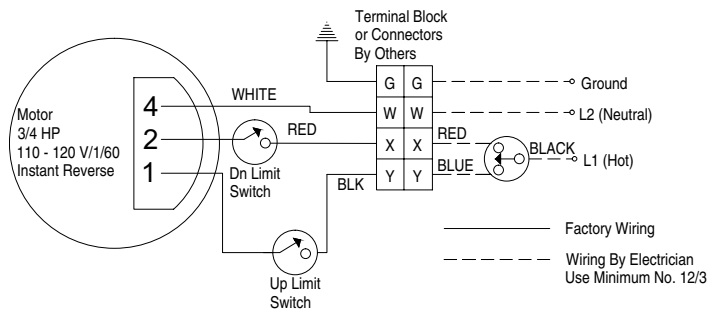 Terminal Block
or Connectors
By Others
G G Ground
WHITE
4 W W L2 (Neutral)
Motor
3/4 HP
110 - 120 V/1/60
Instant Reverse
2 RED X X RED
BLACK
L1 (Hot)
Dn Limit
Switch
1 BLK Y Y BLUE
Up Limit
Switch
Factory Wiring
Wiring By Electrician
Use Minimum No. 12/3